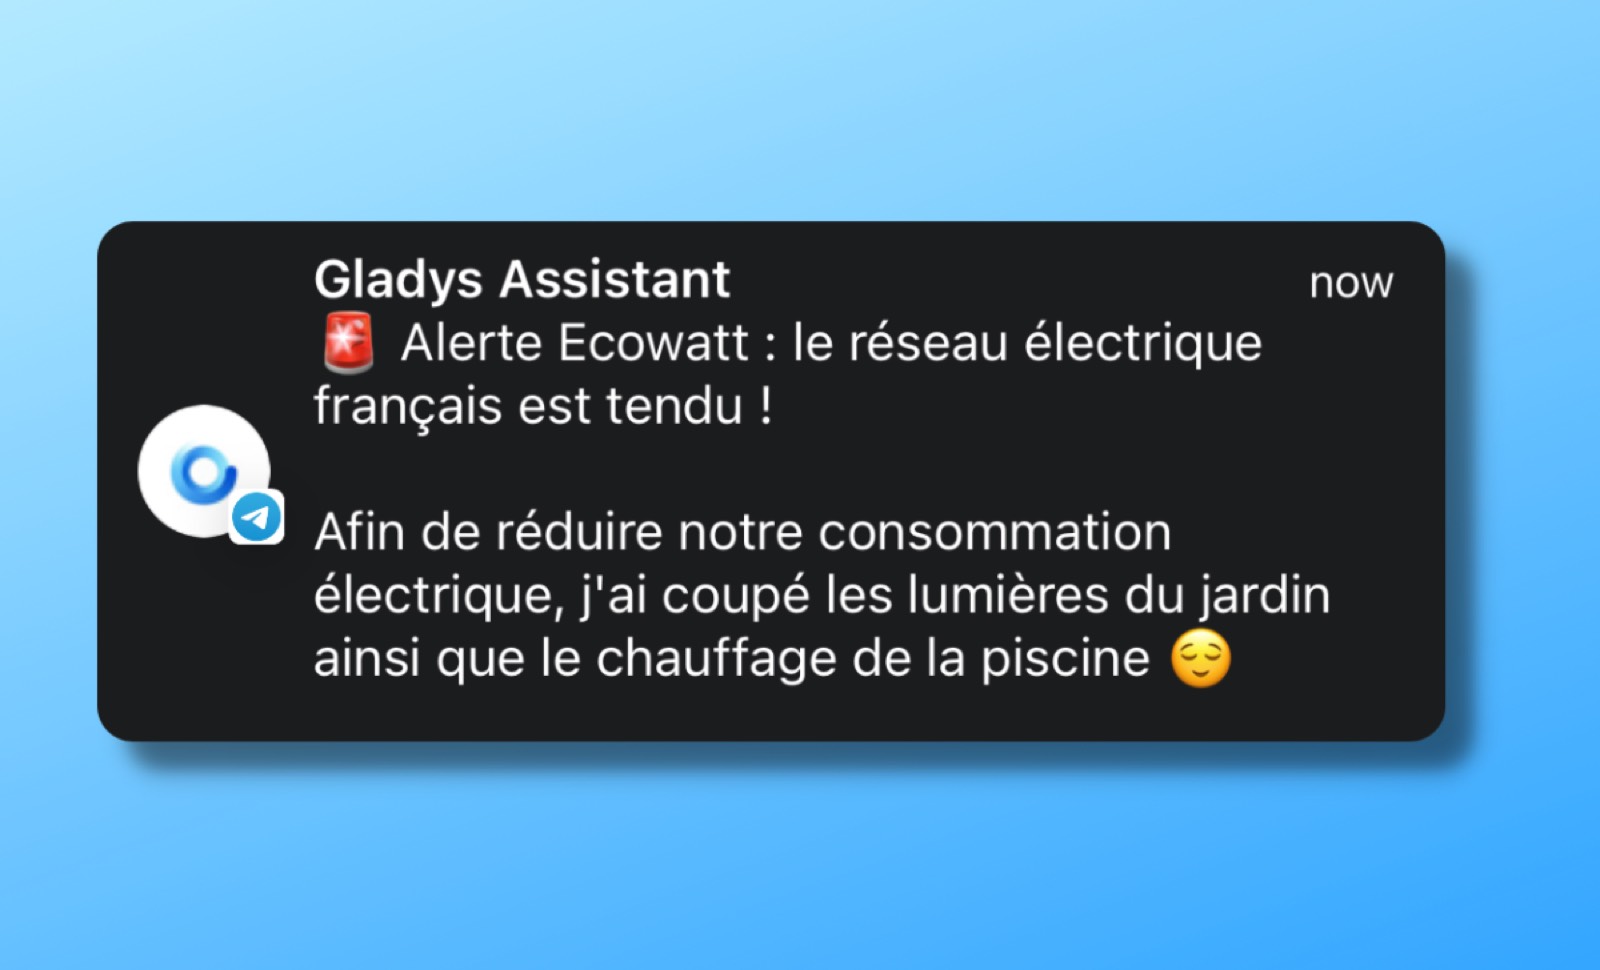 Gladys Assistant
now
🚨 Alerte Ecowatt : le réseau électrique
français est tendu !
Afin de réduire notre consommation
électrique, j'ai coupé les lumières du jardin
ainsi que le chauffage de la piscine 😌